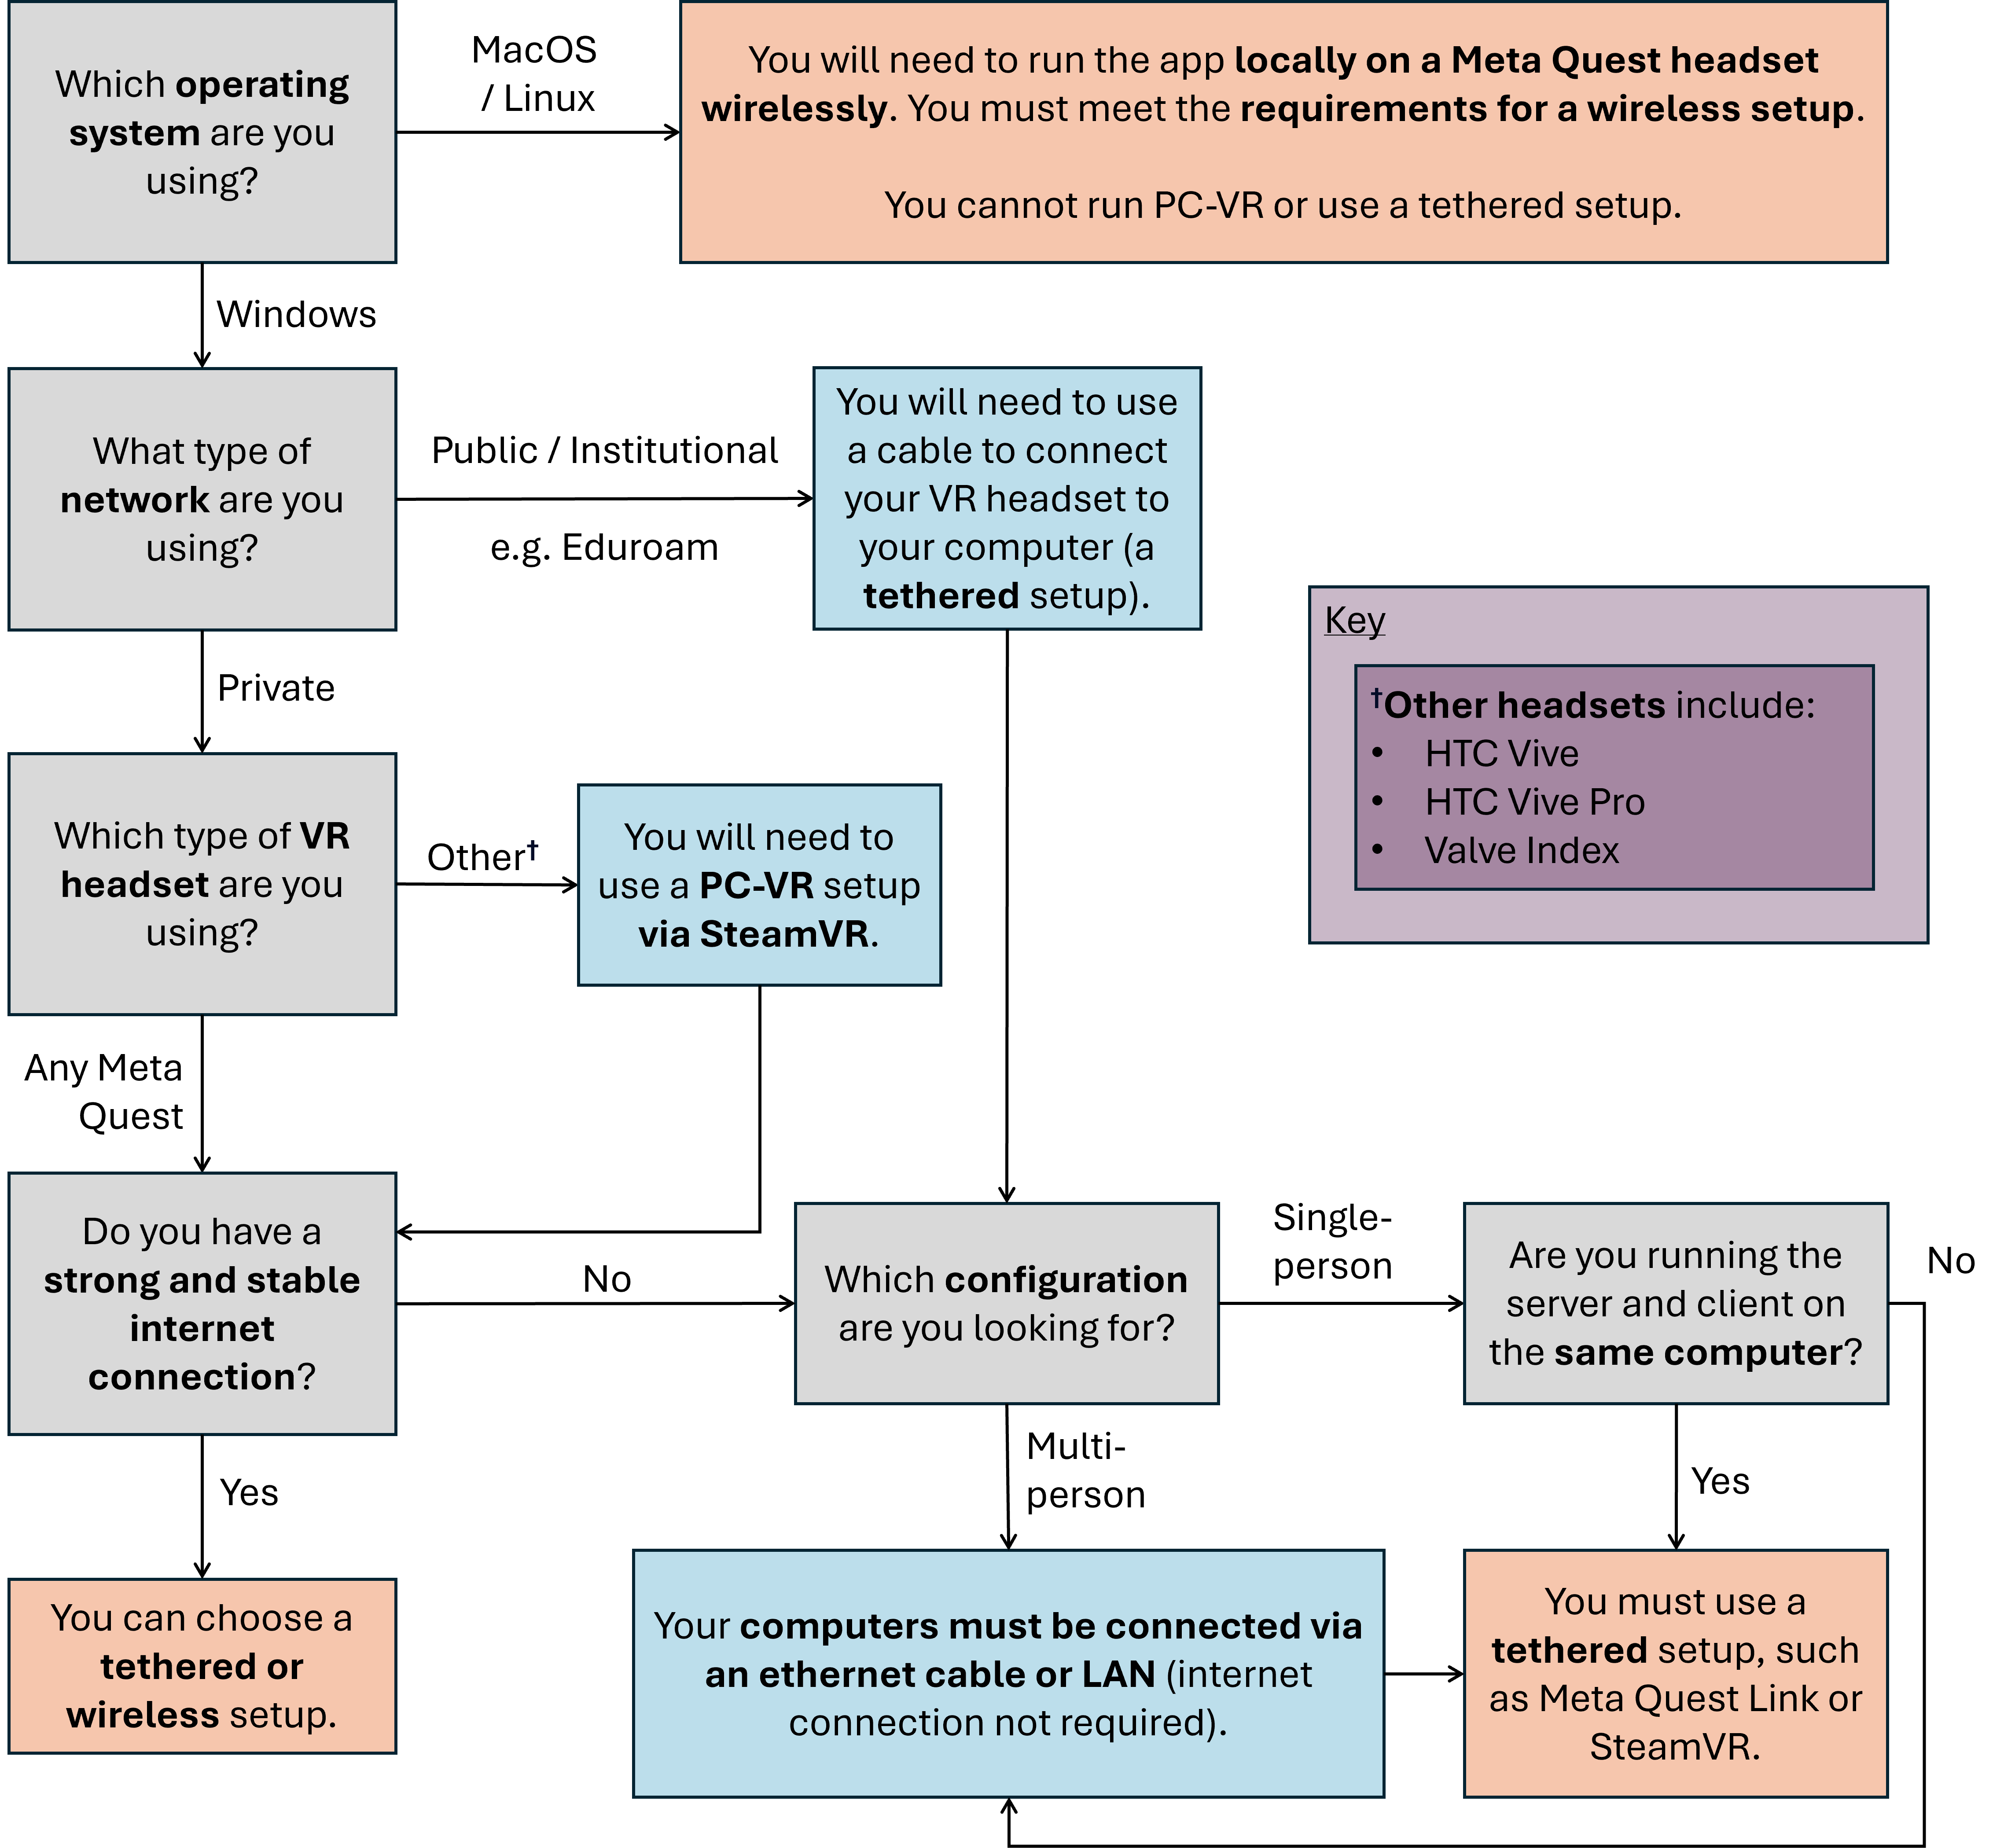 Which operating
system are you
using?
MacOS
/ Linux
You will need to run the app locally on a Meta Quest headset
wirelessly. You must meet the requirements for a wireless setup.
You cannot run PC-VR or use a tethered setup.
Windows
What type of
network are you
using?
Public / Institutional
e.g. Eduroam
You will need to use
a cable to connect
your VR headset to
your computer (a
tethered setup).
Key
†Other headsets include:
• HTC Vive
• HTC Vive Pro
• Valve Index
Private
Which type of VR
headset are you
using?
Other†
You will need to
use a PC-VR setup
via SteamVR.
Any Meta
Quest
Do you have a
strong and stable
internet
connection?
No
Which configuration
are you looking for?
Single-
person
Are you running the
server and client on
the same computer?
No
Yes
Multi-
person
Yes
You can choose a
tethered or
wireless setup.
Your computers must be connected via
an ethernet cable or LAN (internet
connection not required).
You must use a
tethered setup, such
as Meta Quest Link or
SteamVR.